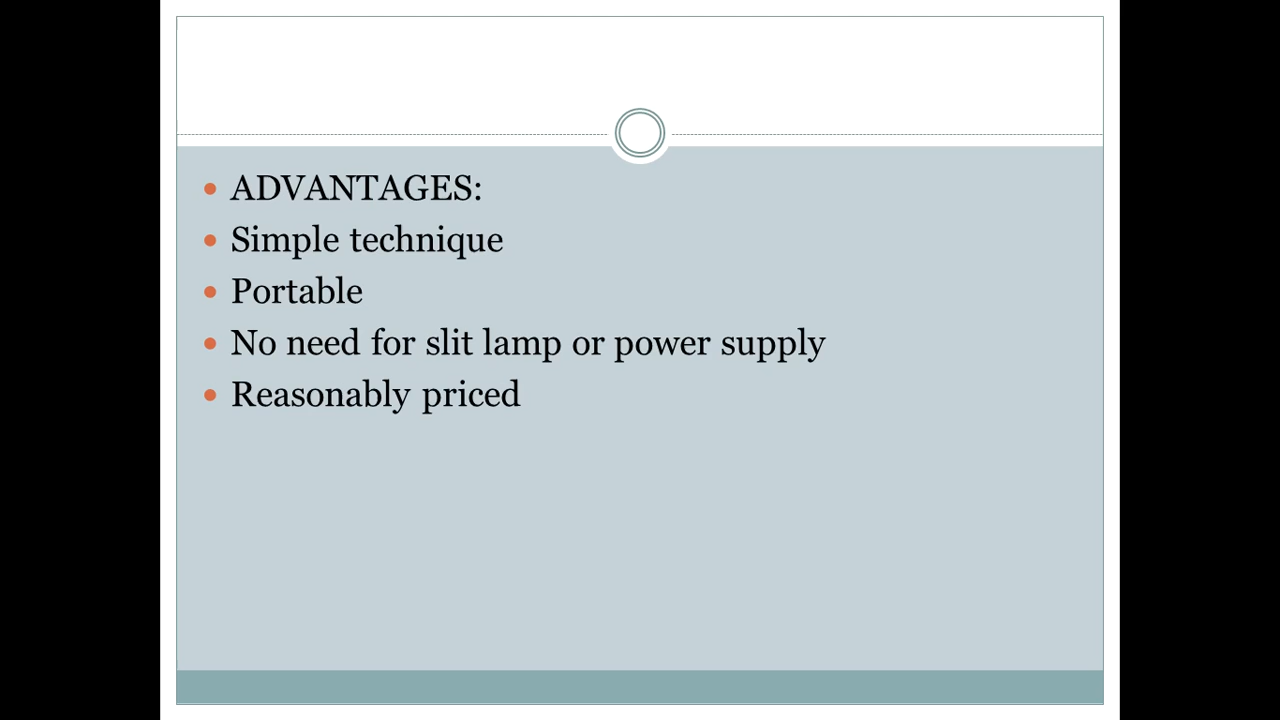 ADVANTAGES:
Simple technique
Portable
No need for slit lamp or power supply
Reasonably priced